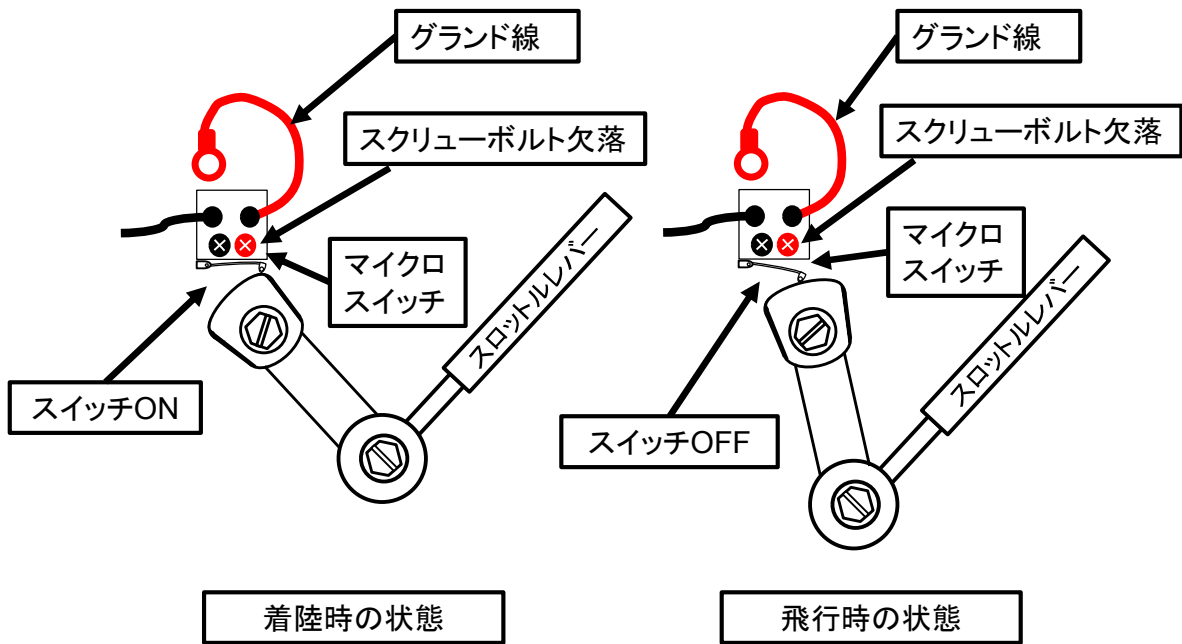 グランド線
スクリューボルト欠落
マイクロ
スイッチ
スロットルレバー
スイッチON
着陸時の状態
グランド線
スクリューボルト欠落
マイクロ
スイッチ
スロットルレバー
スイッチOFF
飛行時の状態